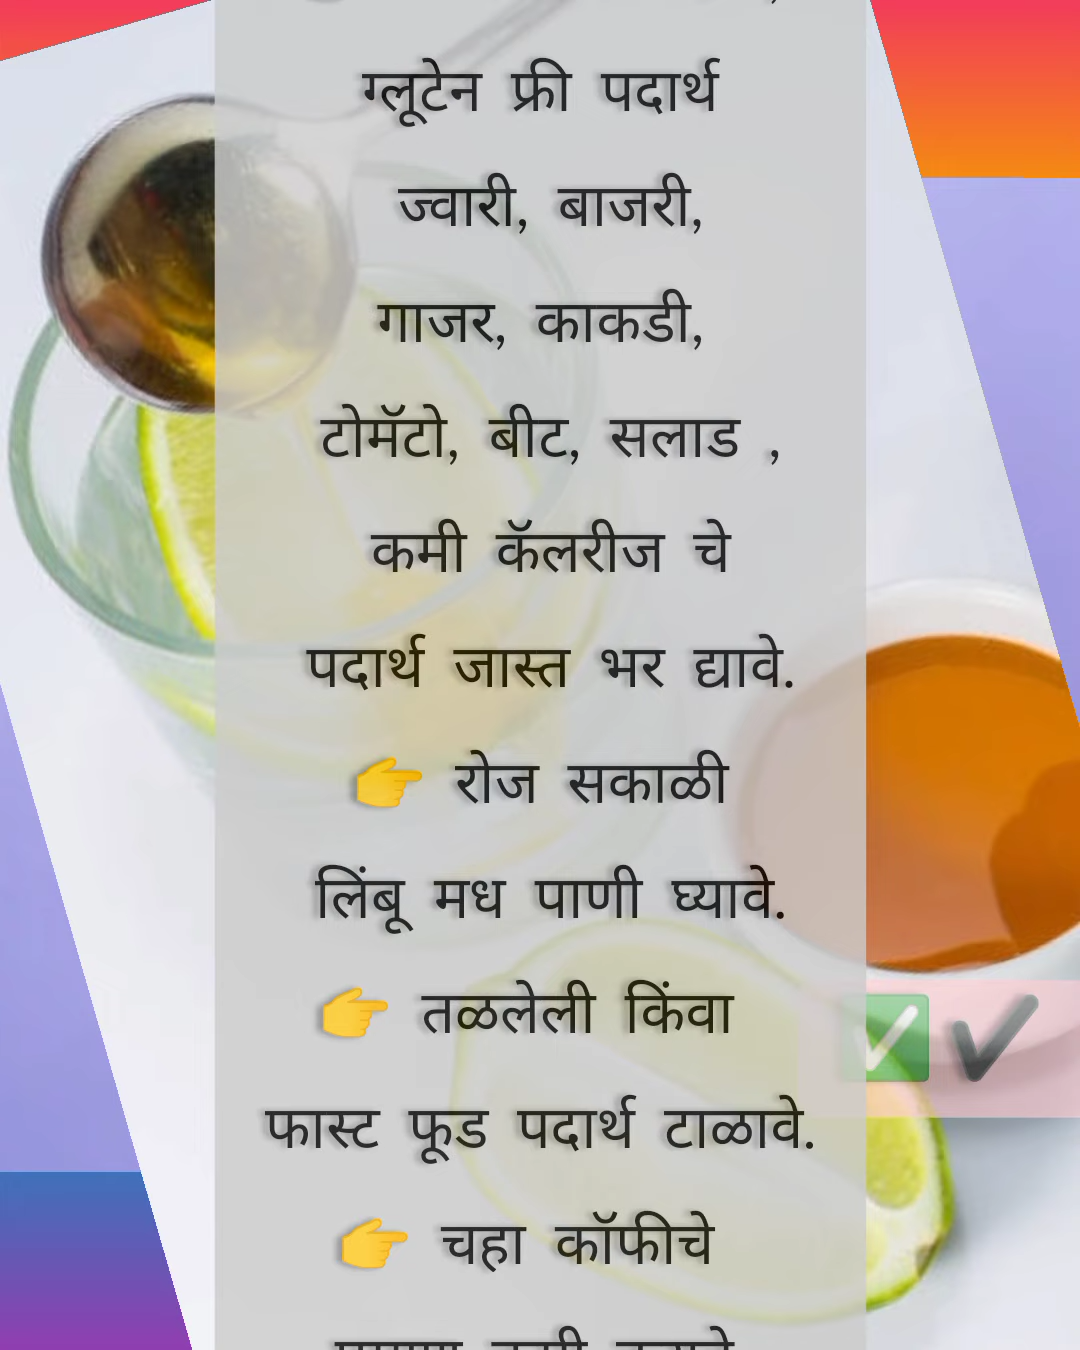 ग्लूटेन फ्री पदार्थ
ज्वारी, बाजरी,
गाजर, काकडी,
टोमॅटो, बीट, सलाड ,
कमी कॅलरीज चे
पदार्थ जास्त भर द्यावे.
👉 रोज सकाळी
लिंबू मध पाणी घ्यावे.
👉 तळलेली किंवा
फास्ट फूड पदार्थ टाळावे.
👉 चहा कॉफीचे